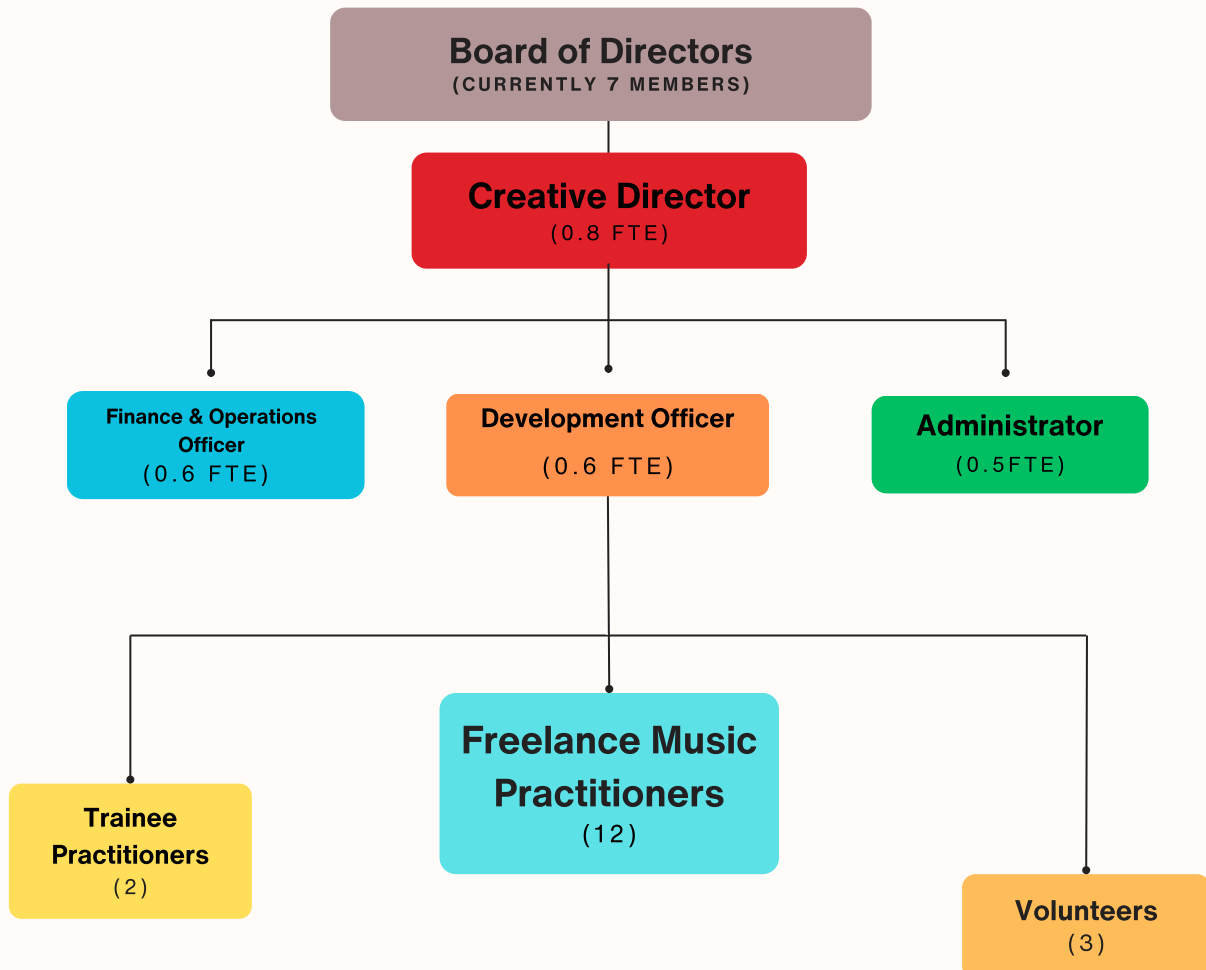 Board of Directors
(CURRENTLY 7 MEMBERS)
Creative Director
(0.8 FTE)
Finance & Operations
Officer
(0.6 FTE)
Development Officer
(0.6 FTE)
Administrator
(0.5FTE)
Freelance Music
Practitioners
(12)
Trainee
Practitioners
(2)
Volunteers
(3)